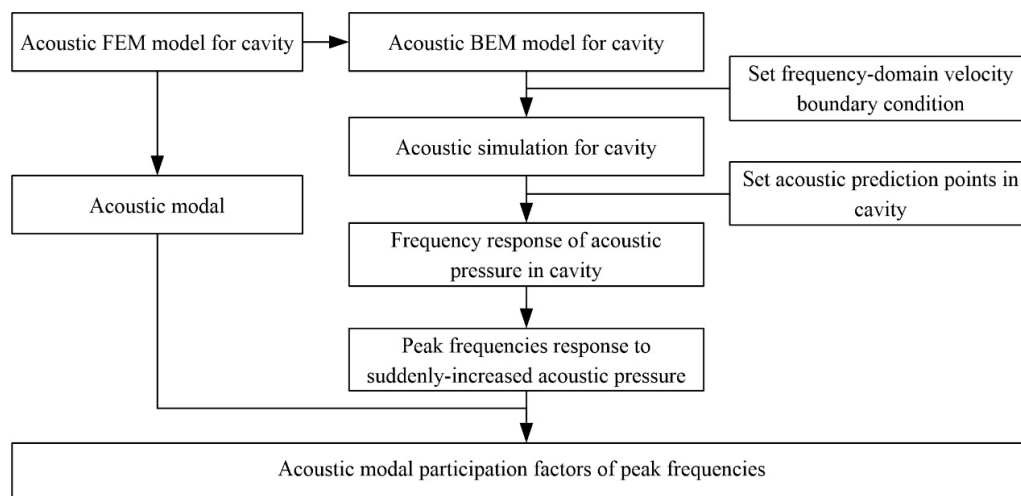 Acoustic FEM model for cavity
Acoustic BEM model for cavity
Set frequency-domain velocity
boundary condition
Acoustic simulation for cavity
Set acoustic prediction points in
cavity
Acoustic modal
Frequency response of acoustic
pressure in cavity
Peak frequencies response to
suddenly-increased acoustic pressure
Acoustic modal participation factors of peak frequencies